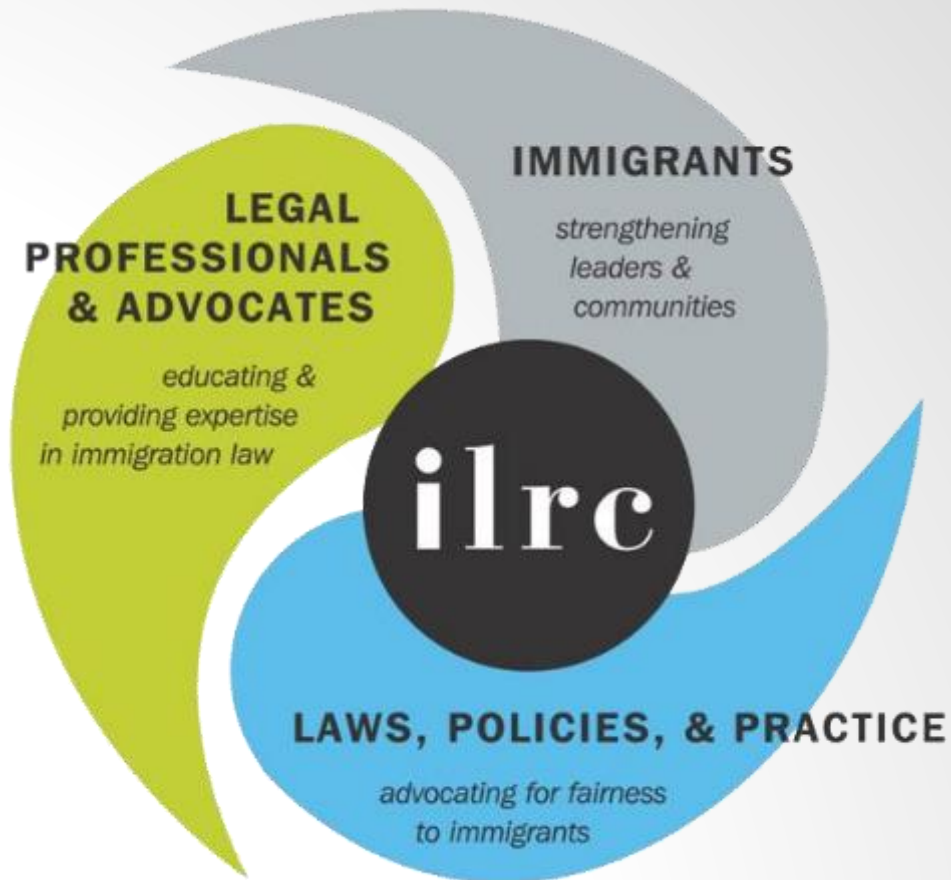 IMMIGRANTS
strengthening
leaders &
communities
LEGAL
PROFESSIONALS
& ADVOCATES
educating &
providing expertise
in immigration law
ilrc
LAWS, POLICIES, & PRACTICE
advocating for fairness
to immigrants